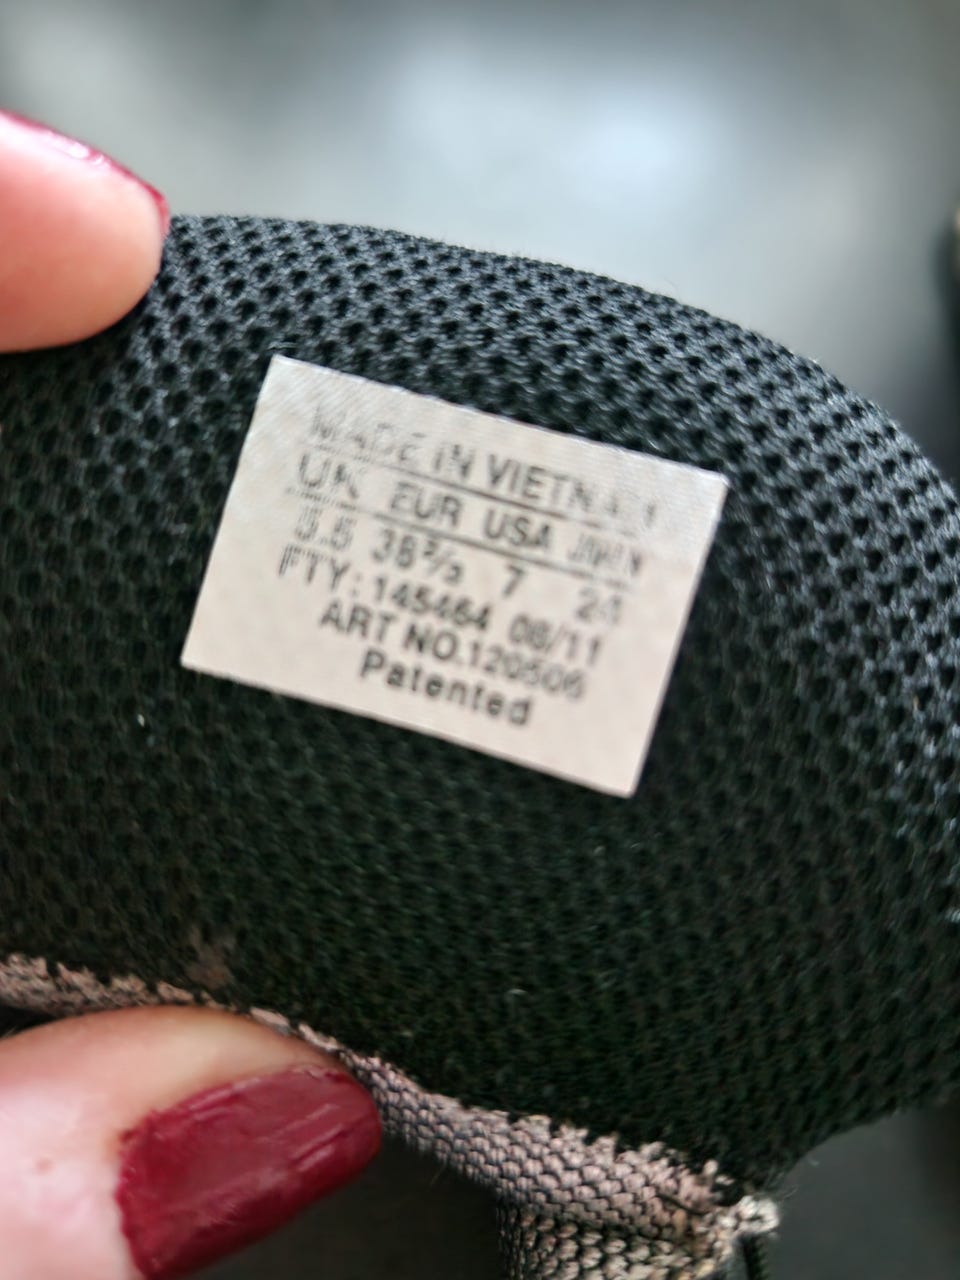 MADE IN VIETNAM
UK EUR USA JAPAN
5.5 38⅔ 7
FTY: 145464 08/11
ART NO.120506
Patented